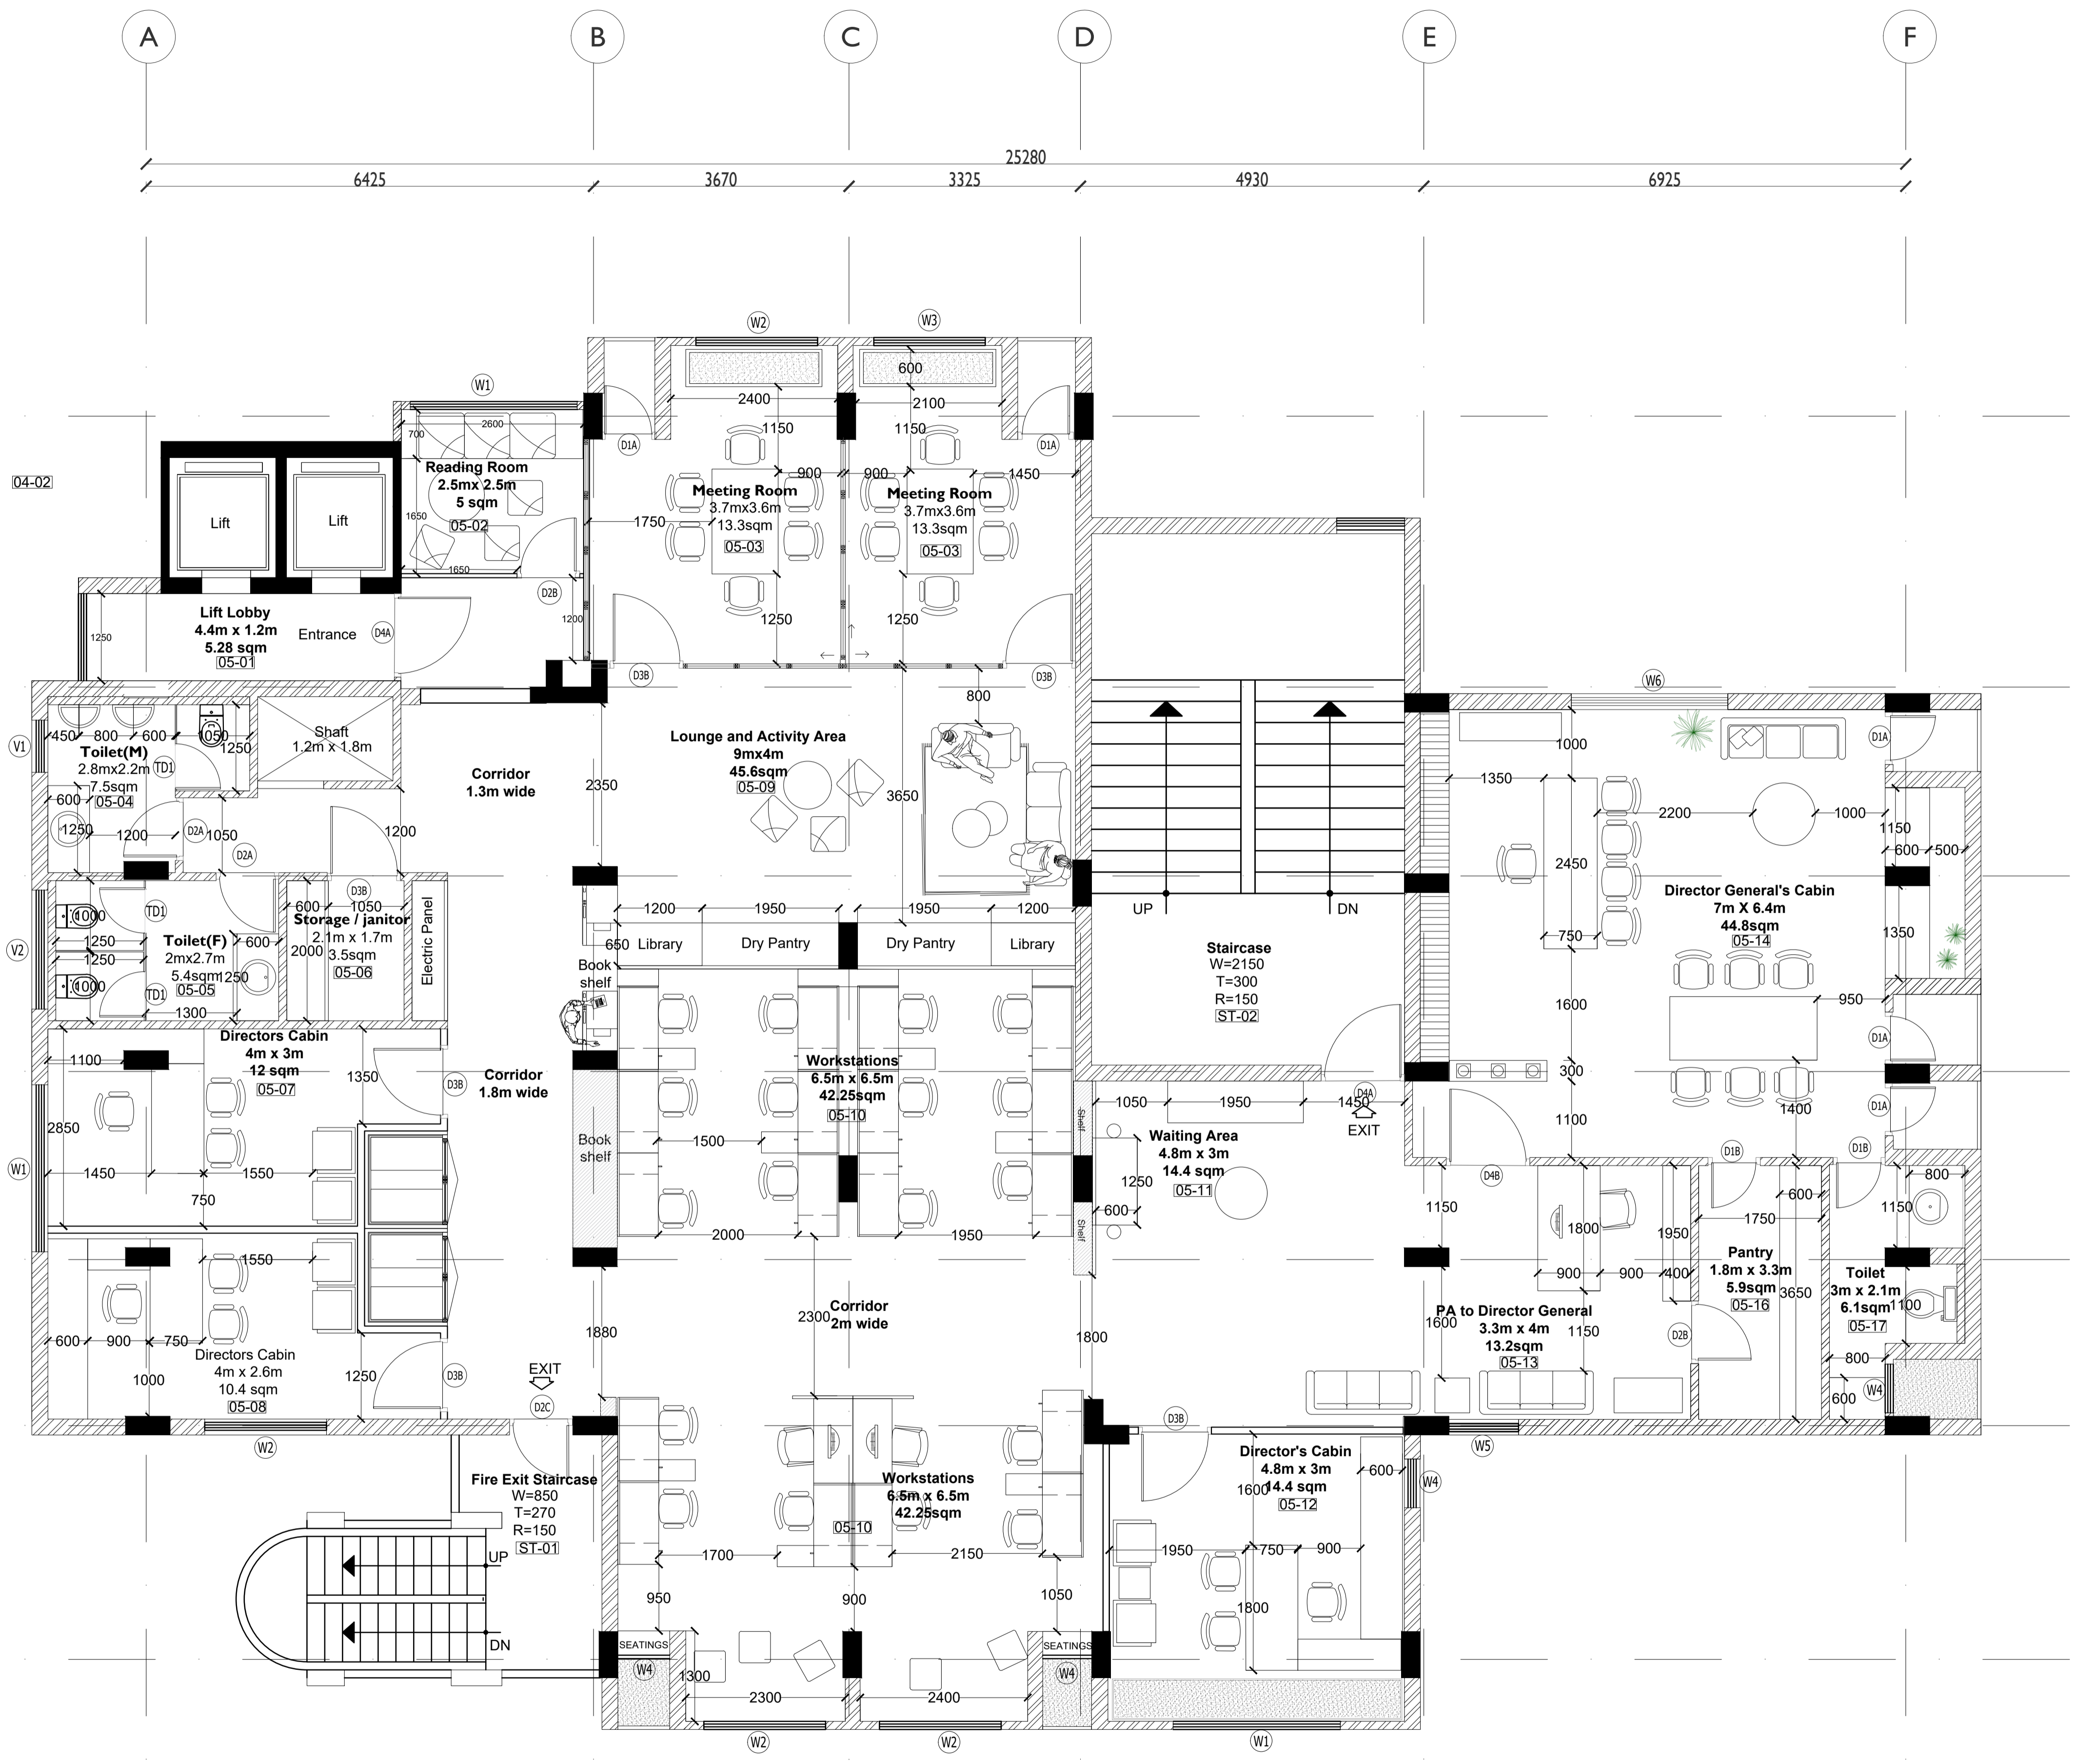 A
B
C
D
E
F
25280
6425
3670
3325
4930
6925
W2
W3
600
W1
2400
2100
700
2600
1150
1150
D1A
D1A
04-02
Reading Room
2.5mx 2.5m
5 sqm
05-02
1650
1650
Lift
Lift
900
900
1450
Meeting Room
3.7mx3.6m
13.3sqm
05-03
Meeting Room
3.7mx3.6m
13.3sqm
05-03
1750
D2B
1200
1250
1250
Lift Lobby
4.4m x 1.2m
5.28 sqm
05-01
Entrance
D4A
1250
D3B
D3B
800
W6
Shaft
1.2m x 1.8m
V1
450
800
600
1050
1250
Toilet(M)
2.8mx2.2m
7.5sqm
05-04
TD1
600
1250
1200
D2A
1050
D2A
1200
Corridor
1.3m wide
2350
Lounge and Activity Area
9mx4m
45.6sqm
05-09
3650
1000
D1A
1350
2200
1000
1150
600
500
2450
Director General's Cabin
7m X 6.4m
44.8sqm
05-14
750
1350
1600
950
D1A
300
1100
1400
D1A
UP
DN
Staircase
W=2150
T=300
R=150
ST-02
V2
1000
TD1
1250
1250
1000
TD1
1300
Toilet(F)
2mx2.7m
5.4sqm
05-05
600
1250
D3B
600
1050
Storage / janitor
2.1m x 1.7m
3.5sqm
05-06
2000
Electric Panel
1200
1950
1950
1200
650
Library
Dry Pantry
Dry Pantry
Library
Book
shelf
Directors Cabin
4m x 3m
12 sqm
05-07
1100
1350
D3B
2850
W1
1450
1550
750
Corridor
1.8m wide
Book
shelf
Workstations
6.5m x 6.5m
42.25sqm
05-10
1500
2000
1950
Shelf
Shelf
1050
1950
1450
D4A
EXIT
Waiting Area
4.8m x 3m
14.4 sqm
05-11
1250
600
D4B
D1B
D1B
1150
1800
1950
900
900
400
PA to Director General
3.3m x 4m
13.2sqm
05-13
1600
1150
600
1750
Pantry
1.8m x 3.3m
5.9sqm
05-16
3650
D2B
800
1150
Toilet
3m x 2.1m
6.1sqm
05-17
1100
800
600
W4
1550
600
900
750
Directors Cabin
4m x 2.6m
10.4 sqm
05-08
1000
1250
D3B
W2
EXIT
D2C
1880
2300
Corridor
2m wide
1800
Fire Exit Staircase
W=850
T=270
R=150
ST-01
UP
DN
Workstations
6.5m x 6.5m
42.25sqm
05-10
1700
2150
950
900
1050
D3B
Director's Cabin
4.8m x 3m
14.4 sqm
05-12
1600
600
W5
W4
1950
750
900
1800
SEATINGS
W4
SEATINGS
W4
1300
2300
2400
W2
W2
W1